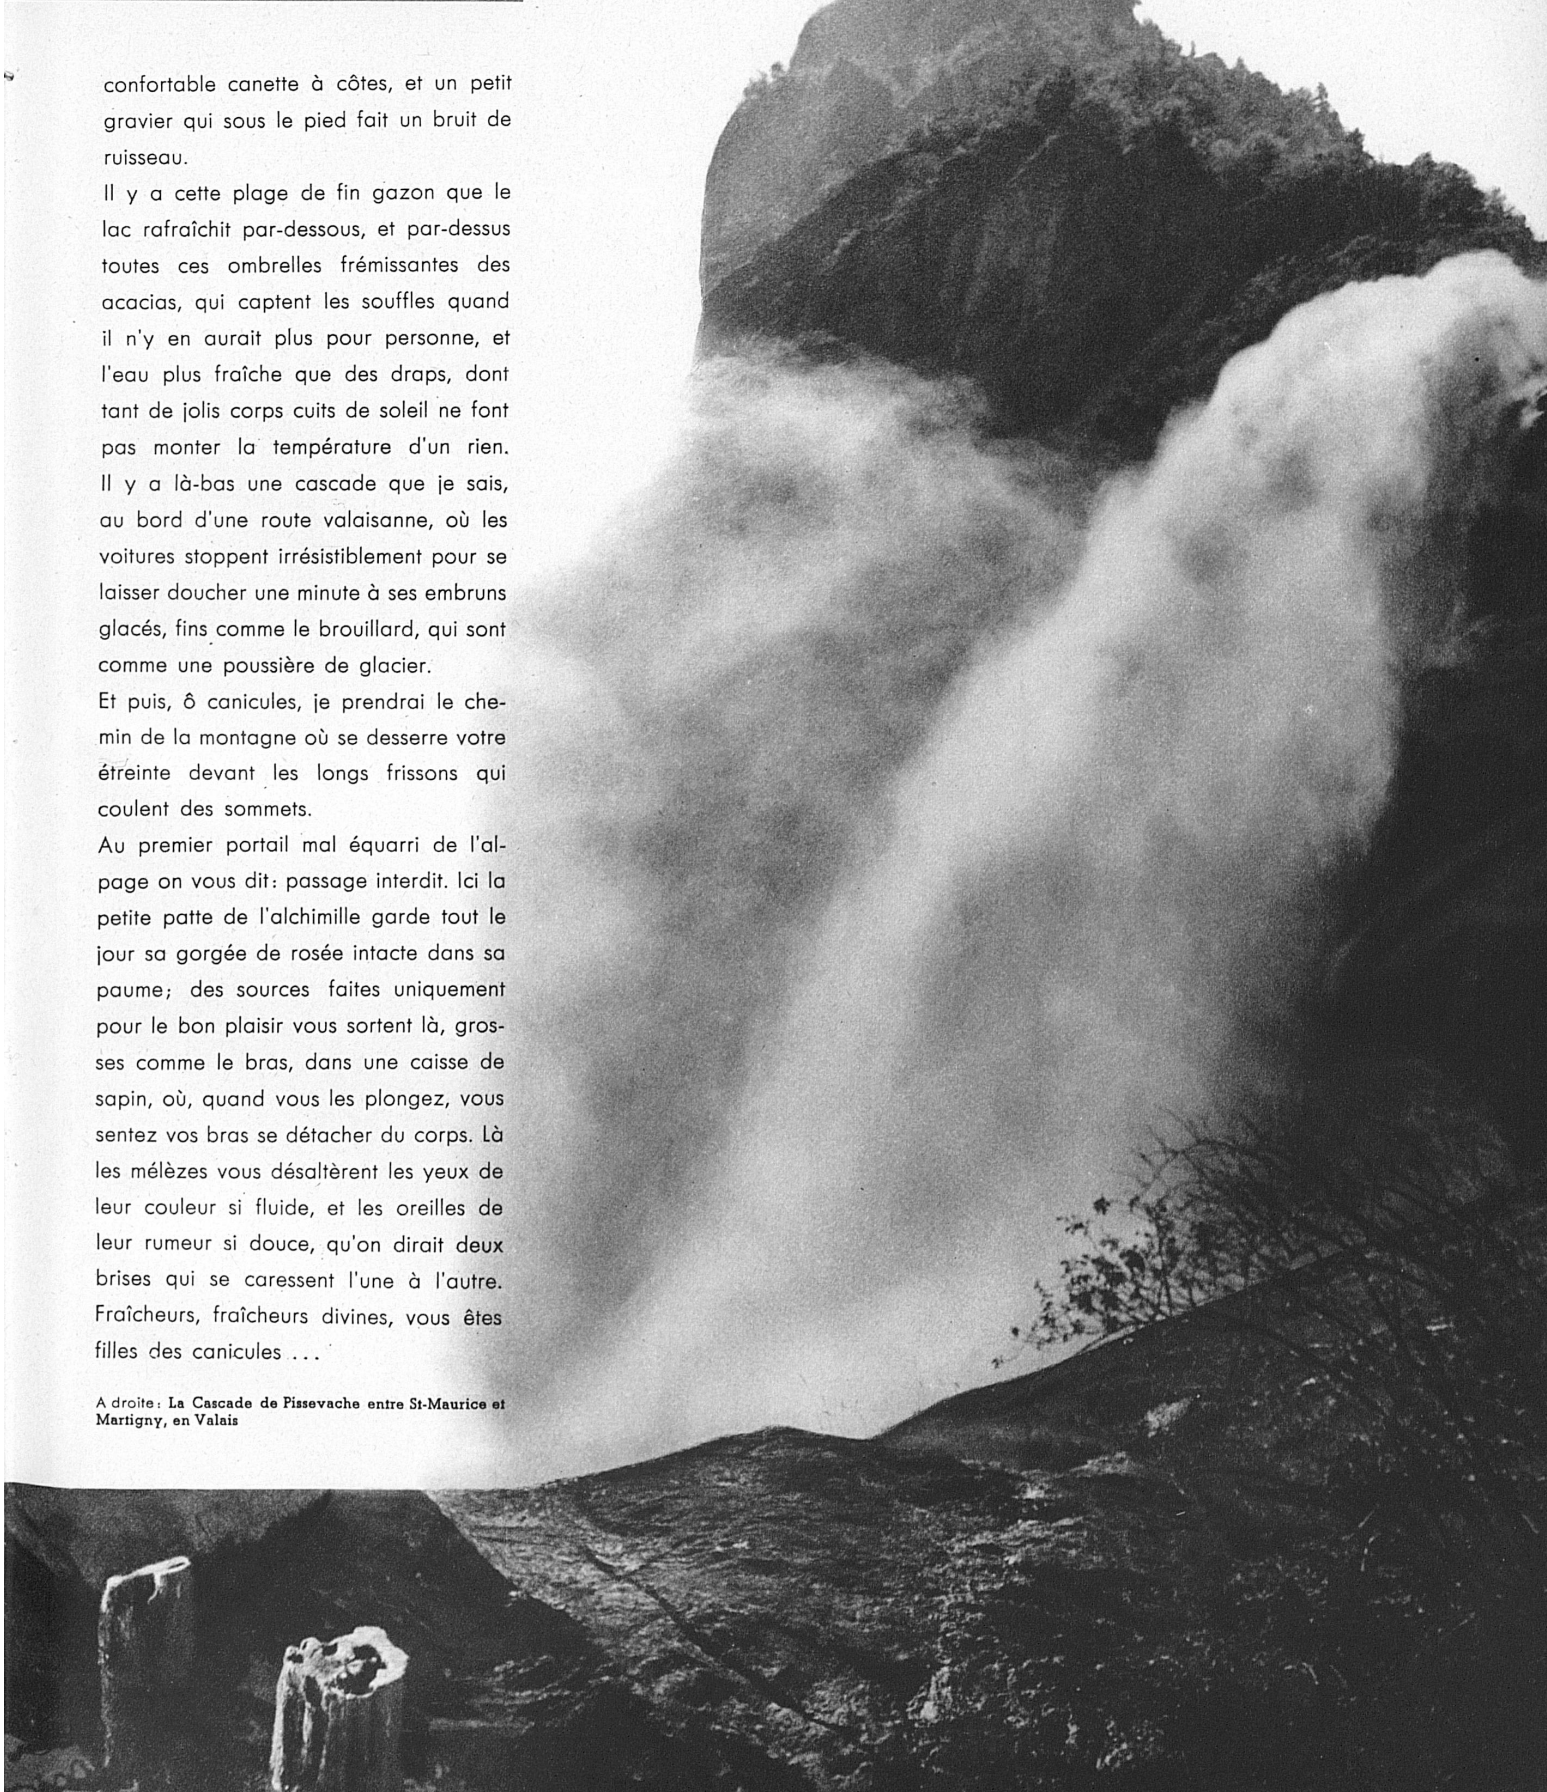 confortable canette à côtes, et un petit
gravier qui sous le pied fait un bruit de
ruisseau.
Il y a cette plage de fin gazon que le
lac rafraîchit par-dessous, et par-dessus
toutes ces ombrelles frémissantes des
acacias, qui captent les souffles quand
il n'y en aurait plus pour personne, et
l'eau plus fraîche que des draps, dont
tant de jolis corps cuits de soleil ne font
pas monter la température d'un rien.
Il y a là-bas une cascade que je sais,
au bord d'une route valaisanne, où les
voitures stoppent irrésistiblement pour se
laisser doucher une minute à ses embruns
glacés, fins comme le brouillard, qui sont
comme une poussière de glacier.
Et puis, ô canicules, je prendrai le che-
min de la montagne où se desserre votre
étreinte devant les longs frissons qui
coulent des sommets.
Au premier portail mal équarri de l'al-
page on vous dit: passage interdit. Ici la
petite patte de l'alchimille garde tout le
jour sa gorgée de rosée intacte dans sa
paume; des sources faites uniquement
pour le bon plaisir vous sortent là, gros-
ses comme le bras, dans une caisse de
sapin, où, quand vous les plongez, vous
sentez vos bras se détacher du corps. Là
les mélèzes vous désaltèrent les yeux de
leur couleur si fluide, et les oreilles de
leur rumeur si douce, qu'on dirait deux
brises qui se caressent l'une à l'autre.
Fraîcheurs, fraîcheurs divines, vous êtes
filles des canicules ...
A droite: La Cascade de Pissevache entre St-Maurice et
Martigny, en Valais